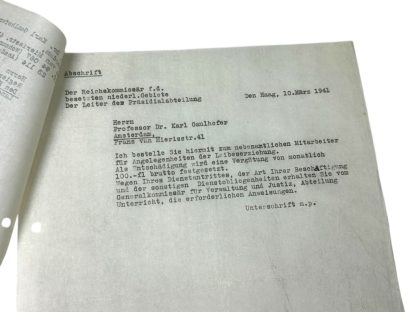 Abschrift
Der Reichskommissär f.d.
besetzten niederl.Gebiete
Der Leiter der Präsidialabteilung
Den Haag, 10.März 1941
Herrn
Professor Dr. Karl Gaulhofer
Amsterdam,
Frans van Mierisstr.41
Ich bestelle Sie hiermit zum nebenamtlichen Mitarbeiter
für Angelegenheiten der Leibeserziehung.
Als Entschädigung wird eine Vergütung von monatlich
100.-fl brutto festgesetzt.
Wegen Ihres Dienstantrittes, der Art Ihrer Beschäftigung
und der sonstigen Dienstobliegenheiten erhalten Sie vom
Generalkommissär für Verwaltung und Justiz, Abteilung
Unterricht, die erforderlichen Anweisungen.
Unterschrift m.p.